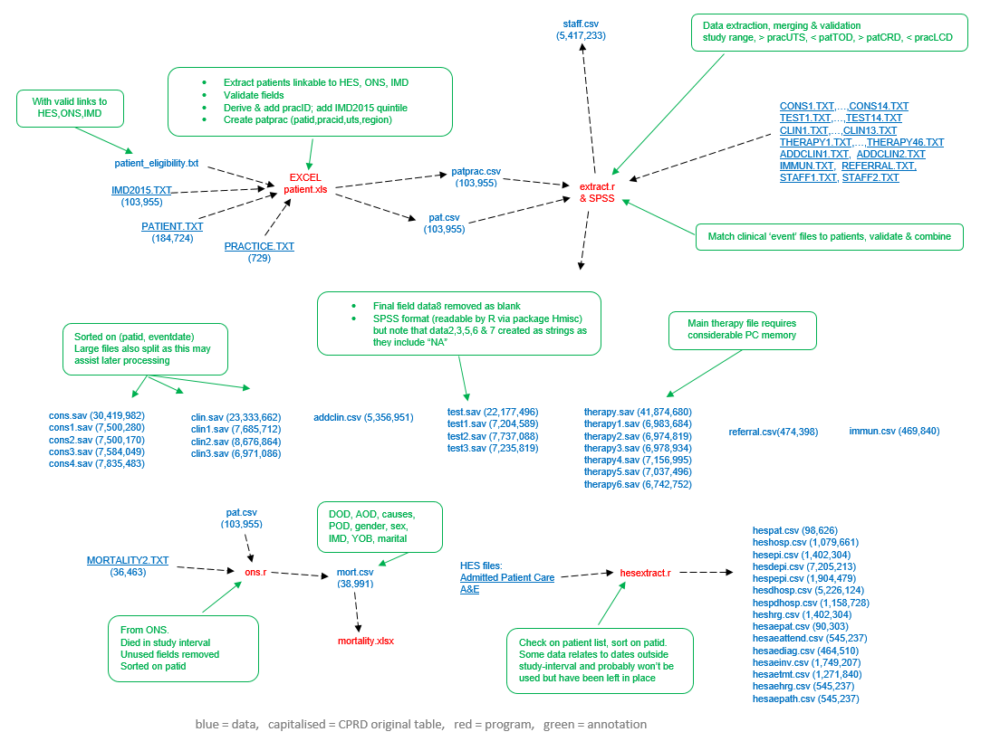 staff.csv
(5,417,233)
Data extraction, merging & validation
study range, > pracUTS, < patTOD, > patCRD, < pracLCD
• Extract patients linkable to HES, ONS, IMD
• Validate fields
• Derive & add pracID; add IMD2015 quintile
• Create patprac (patid,pracid,uts,region)
With valid links to
HES,ONS,IMD
CONS1.TXT,…,CONS14.TXT
TEST1.TXT,…,TEST14.TXT
CLIN1.TXT,…,CLIN13.TXT
THERAPY1.TXT,…,THERAPY46.TXT
ADDCLIN1.TXT, ADDCLIN2.TXT
IMMUN.TXT, REFERRAL.TXT,
STAFF1.TXT, STAFF2.TXT
patient_eligibility.txt
IMD2015.TXT
(103,955)
PATIENT.TXT
(184,724)
PRACTICE.TXT
(729)
EXCEL
patient.xls
patprac.csv
(103,955)
pat.csv
(103,955)
extract.r
& SPSS
Match clinical ‘event’ files to patients, validate & combine
• Final field data8 removed as blank
• SPSS format (readable by R via package Hmisc)
but note that data2,3,5,6 & 7 created as strings as
they include “NA”
Main therapy file requires
considerable PC memory
Sorted on (patid, eventdate)
Large files also split as this may
assist later processing
cons.sav (30,419,982)
cons1.sav (7,500,280)
cons2.sav (7,500,170)
cons3.sav (7,584,049)
cons4.sav (7,835,483)
clin.sav (23,333,662)
clin1.sav (7,685,712)
clin2.sav (8,676,864)
clin3.sav (6,971,086)
addclin.csv (5,356,951)
test.sav (22,177,496)
test1.sav (7,204,589)
test2.sav (7,737,088)
test3.sav (7,235,819)
therapy.sav (41,874,680)
therapy1.sav (6,983,684)
therapy2.sav (6,974,819)
therapy3.sav (6,978,934)
therapy4.sav (7,156,995)
therapy5.sav (7,037,496)
therapy6.sav (6,742,752)
referral.csv(474,398)
immun.csv (469,840)
pat.csv
(103,955)
MORTALITY2.TXT
(36,463)
ons.r
DOD, AOD, causes,
POD, gender, sex,
IMD, YOB, marital
mort.csv
(38,991)
mortality.xlsx
From ONS.
Died in study interval
Unused fields removed
Sorted on patid
HES files:
Admitted Patient Care
A&E
hesextract.r
Check on patient list, sort on patid.
Some data relates to dates outside
study-interval and probably won’t be
used but have been left in place
hespat.csv (98,626)
heshosp.csv (1,079,661)
hesepi.csv (1,402,304)
hesdepi.csv (7,205,213)
hespepi.csv (1,904,479)
hesdhosp.csv (5,226,124)
hespdhosp.csv (1,158,728)
heshrg.csv (1,402,304)
hesaepat.csv (90,303)
hesaeattend.csv (545,237)
hesaediag.csv (464,510)
hesaeinv.csv (1,749,207)
hesaetmt.csv (1,271,840)
hesaehrg.csv (545,237)
hesaepath.csv (545,237)
blue = data, capitalised = CPRD original table, red = program, green = annotation